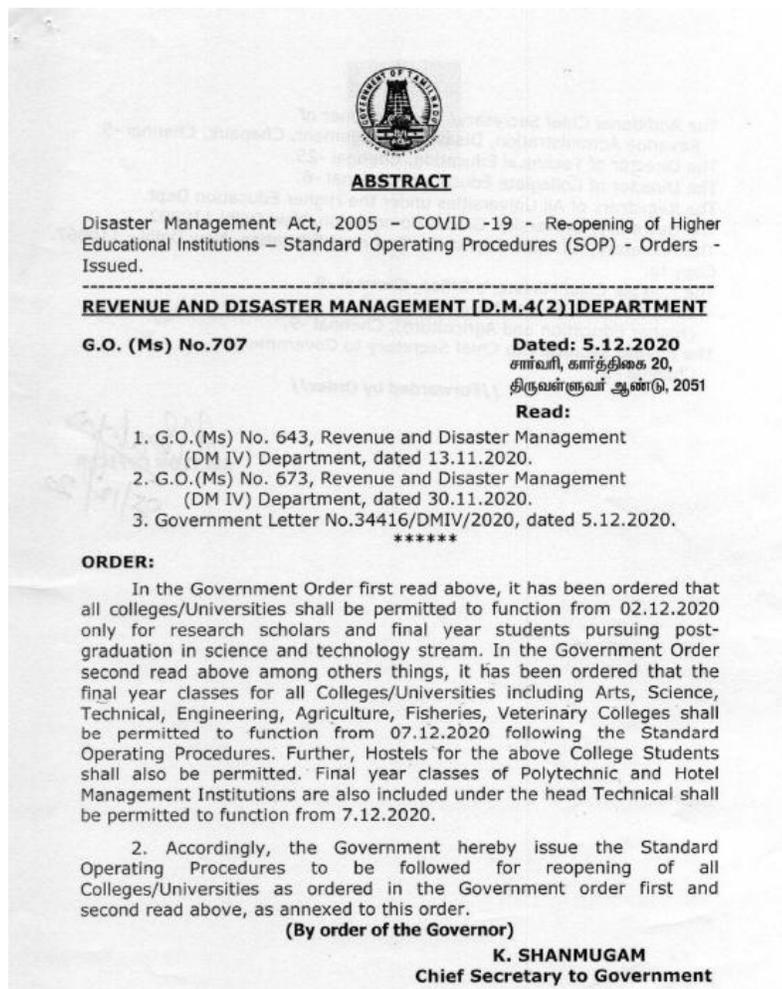 GOVERNMENT OF TAMILNADU
ABSTRACT
Disaster Management Act, 2005 – COVID -19 - Re-opening of Higher
Educational Institutions – Standard Operating Procedures (SOP) - Orders -
Issued.
REVENUE AND DISASTER MANAGEMENT [D.M.4(2)]DEPARTMENT
G.O. (Ms) No.707 Dated: 5.12.2020
சார்வரி, கார்த்திகை 20,
திருவள்ளுவர் ஆண்டு, 2051
Read:
1. G.O.(Ms) No. 643, Revenue and Disaster Management
(DM IV) Department, dated 13.11.2020.
2. G.O.(Ms) No. 673, Revenue and Disaster Management
(DM IV) Department, dated 30.11.2020.
3. Government Letter No.34416/DMIV/2020, dated 5.12.2020.
******
ORDER:
In the Government Order first read above, it has been ordered that
all colleges/Universities shall be permitted to function from 02.12.2020
only for research scholars and final year students pursuing post-
graduation in science and technology stream. In the Government Order
second read above among others things, it has been ordered that the
final year classes for all Colleges/Universities including Arts, Science,
Technical, Engineering, Agriculture, Fisheries, Veterinary Colleges shall
be permitted to function from 07.12.2020 following the Standard
Operating Procedures. Further, Hostels for the above College Students
shall also be permitted. Final year classes of Polytechnic and Hotel
Management Institutions are also included under the head Technical shall
be permitted to function from 7.12.2020.
2. Accordingly, the Government hereby issue the Standard
Operating Procedures to be followed for reopening of all
Colleges/Universities as ordered in the Government order first and
second read above, as annexed to this order.
(By order of the Governor)
K. SHANMUGAM
Chief Secretary to Government